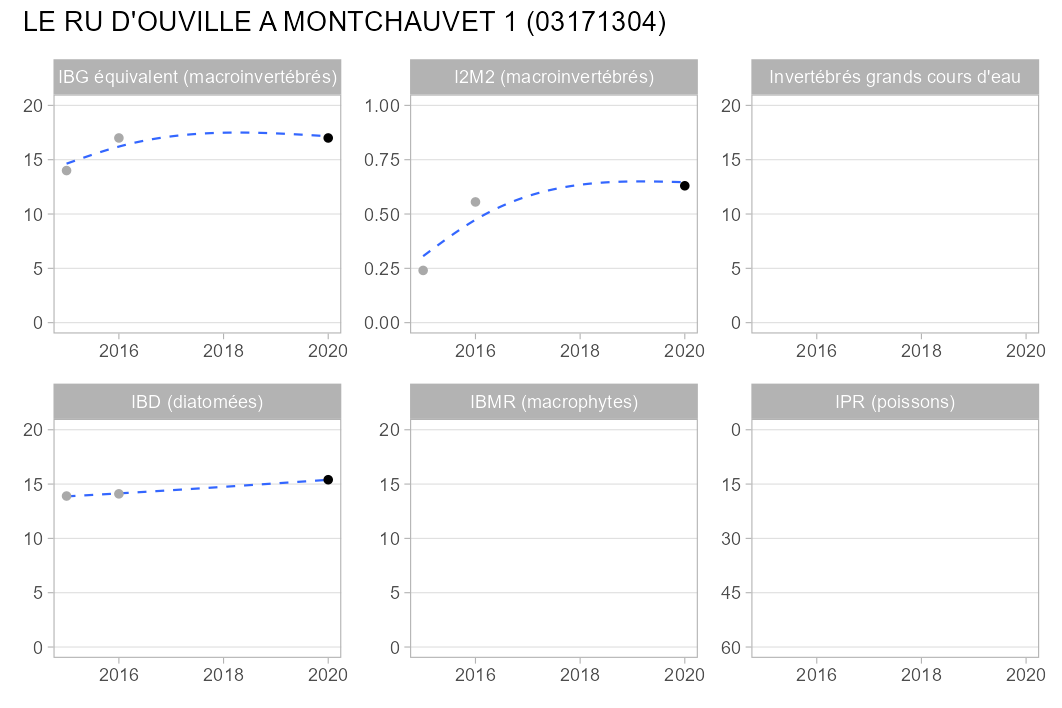 LE RU D'OUVILLE A MONTCHAUVET 1 (03171304)
IBG équivalent (macroinvertébrés)
20
15
10
5
0
2016 2018 2020
I2M2 (macroinvertébrés)
1.00
0.75
0.50
0.25
0.00
2016 2018 2020
Invertébrés grands cours d'eau
20
15
10
5
0
2016 2018 2020
IBD (diatomées)
20
15
10
5
0
2016 2018 2020
IBMR (macrophytes)
20
15
10
5
0
2016 2018 2020
IPR (poissons)
0
15
30
45
60
2016 2018 2020